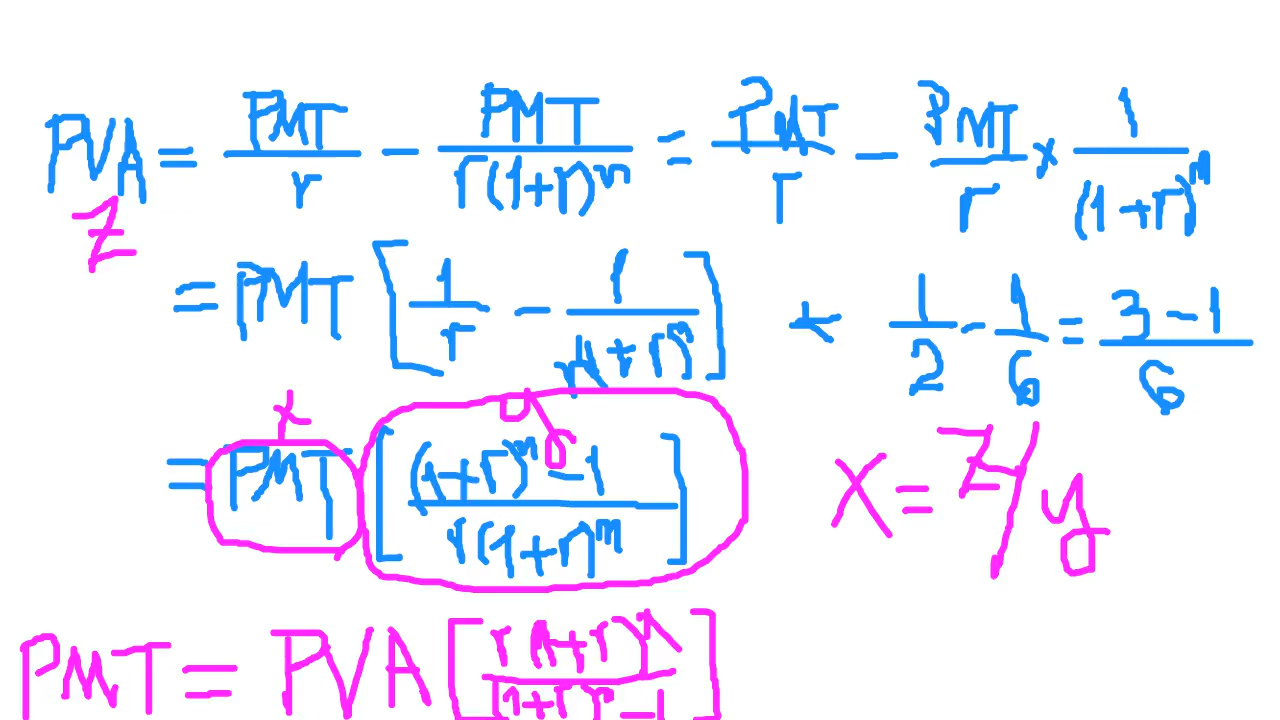 PVA = PMT/r − PMT/r(1+r)^n = PMT/r − PMT/r × 1/(1+r)^n
Z
= PMT [1/r − 1/r(1+r)^n] 1/2 − 1/6 = 3−1/6
x y
= PMT [(1+r)^n − 1/r(1+r)^n] X = Z/y
PMT = PVA [r(1+r)^n/(1+r)^n − 1]